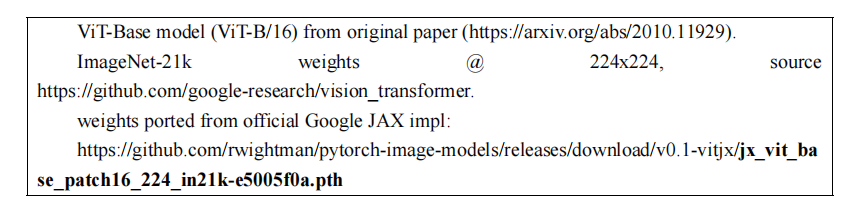 ViT-Base model (ViT-B/16) from original paper (https://arxiv.org/abs/2010.11929).
ImageNet-21k weights @ 224x224, source
https://github.com/google-research/vision_transformer.
weights ported from official Google JAX impl:
https://github.com/rwightman/pytorch-image-models/releases/download/v0.1-vitjx/jx_vit_ba
se_patch16_224_in21k-e5005f0a.pth